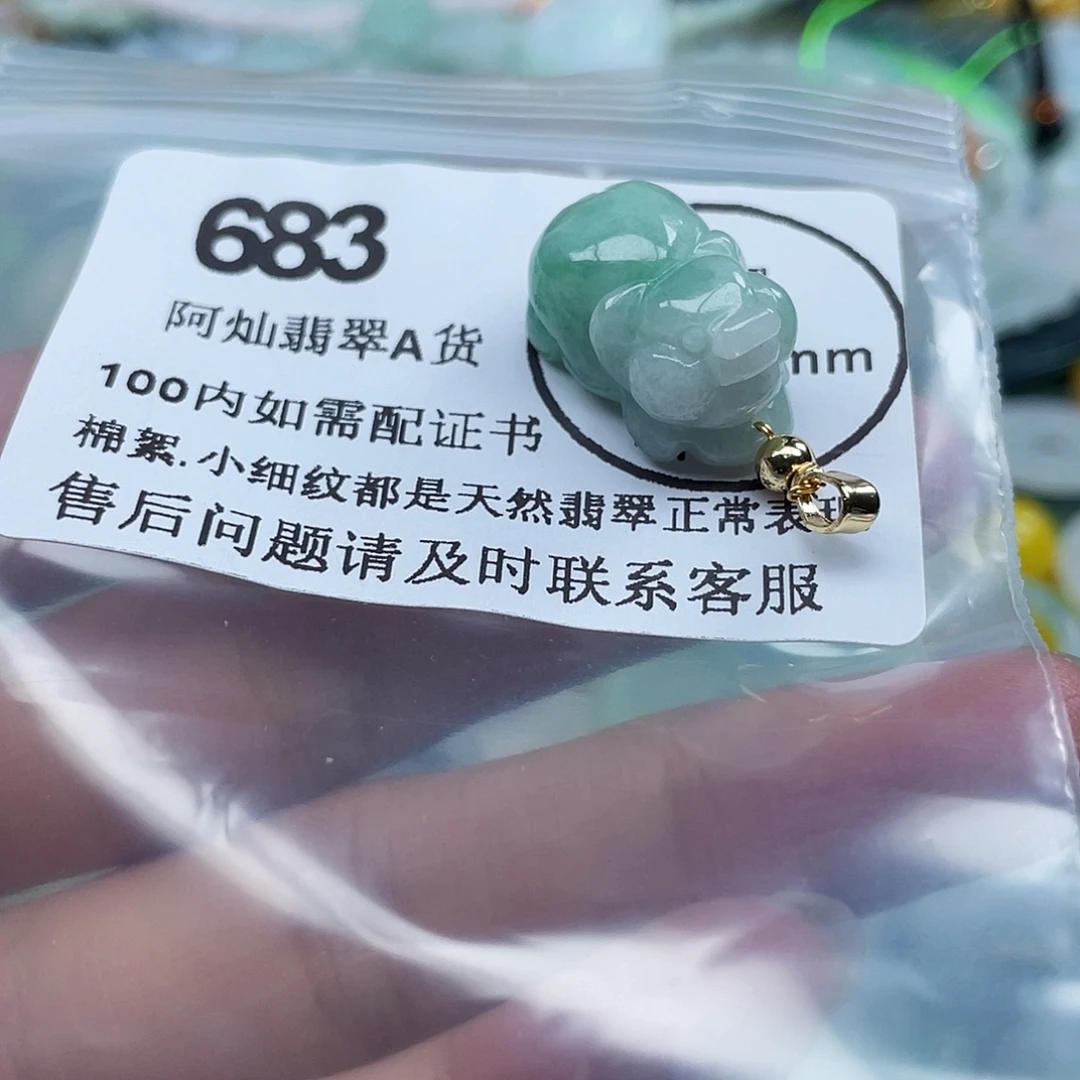 683
阿灿翡翠A货
mm
100内如需配证书
棉絮.小细纹都是天然翡翠正常表现
售后问题请及时联系客服